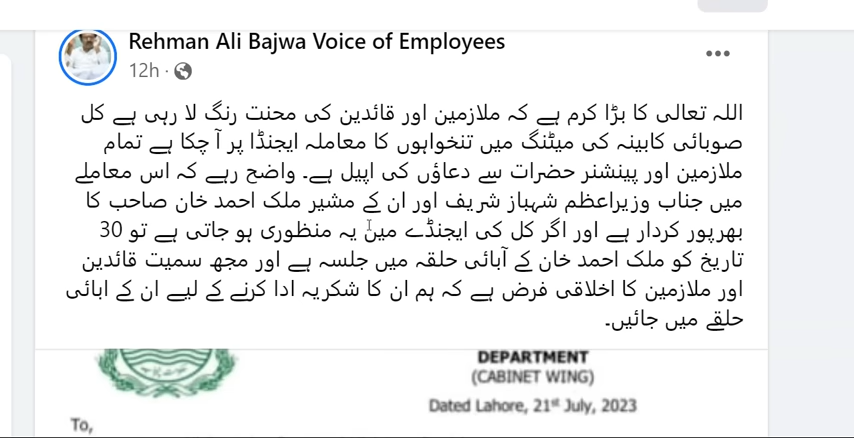 Rehman Ali Bajwa Voice of Employees
12h ·
اللہ تعالی کا بڑا کرم ہے کہ ملازمین اور قائدین کی محنت رنگ لا رہی ہے کل
صوبائی کابینہ کی میٹنگ میں تنخواہوں کا معاملہ ایجنڈا پر آ چکا ہے تمام
ملازمین اور پینشنر حضرات سے دعاؤں کی اپیل ہے۔ واضح رہے کہ اس معاملے
میں جناب وزیراعظم شہباز شریف اور ان کے مشیر ملک احمد خان صاحب کا
بھرپور کردار ہے اور اگر کل کی ایجنڈے میں یہ منظوری ہو جاتی ہے تو 30
تاریخ کو ملک احمد خان کے آبائی حلقہ میں جلسہ ہے اور مجھ سمیت قائدین
اور ملازمین کا اخلاقی فرض ہے کہ ہم ان کا شکریہ ادا کرنے کے لیے ان کے ابائی
حلقے میں جائیں۔
DEPARTMENT
(CABINET WING)
Dated Lahore, 21st July, 2023
To,